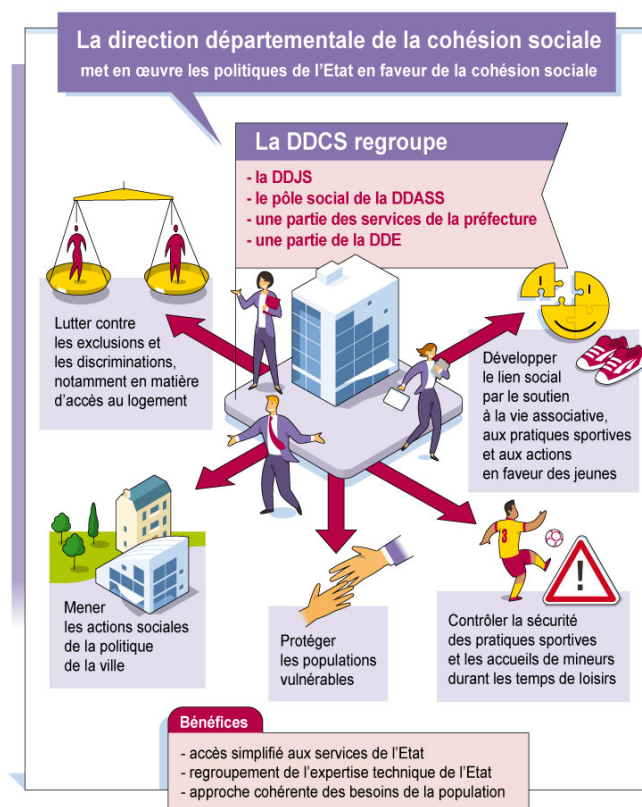 La direction départementale de la cohésion sociale
met en œuvre les politiques de l'Etat en faveur de la cohésion sociale
La DDCS regroupe
- la DDJS
- le pôle social de la DDASS
- une partie des services de la préfecture
- une partie de la DDE
Lutter contre
les exclusions et
les discriminations,
notamment en matière
d'accès au logement
Développer
le lien social
par le soutien
à la vie associative,
aux pratiques sportives
et aux actions
en faveur des jeunes
Mener
les actions sociales
de la politique
de la ville
Protéger
les populations
vulnérables
3
!
Contrôler la sécurité
des pratiques sportives
et les accueils de mineurs
durant les temps de loisirs
Bénéfices
- accès simplifié aux services de l'Etat
- regroupement de l'expertise technique de l'Etat
- approche cohérente des besoins de la population